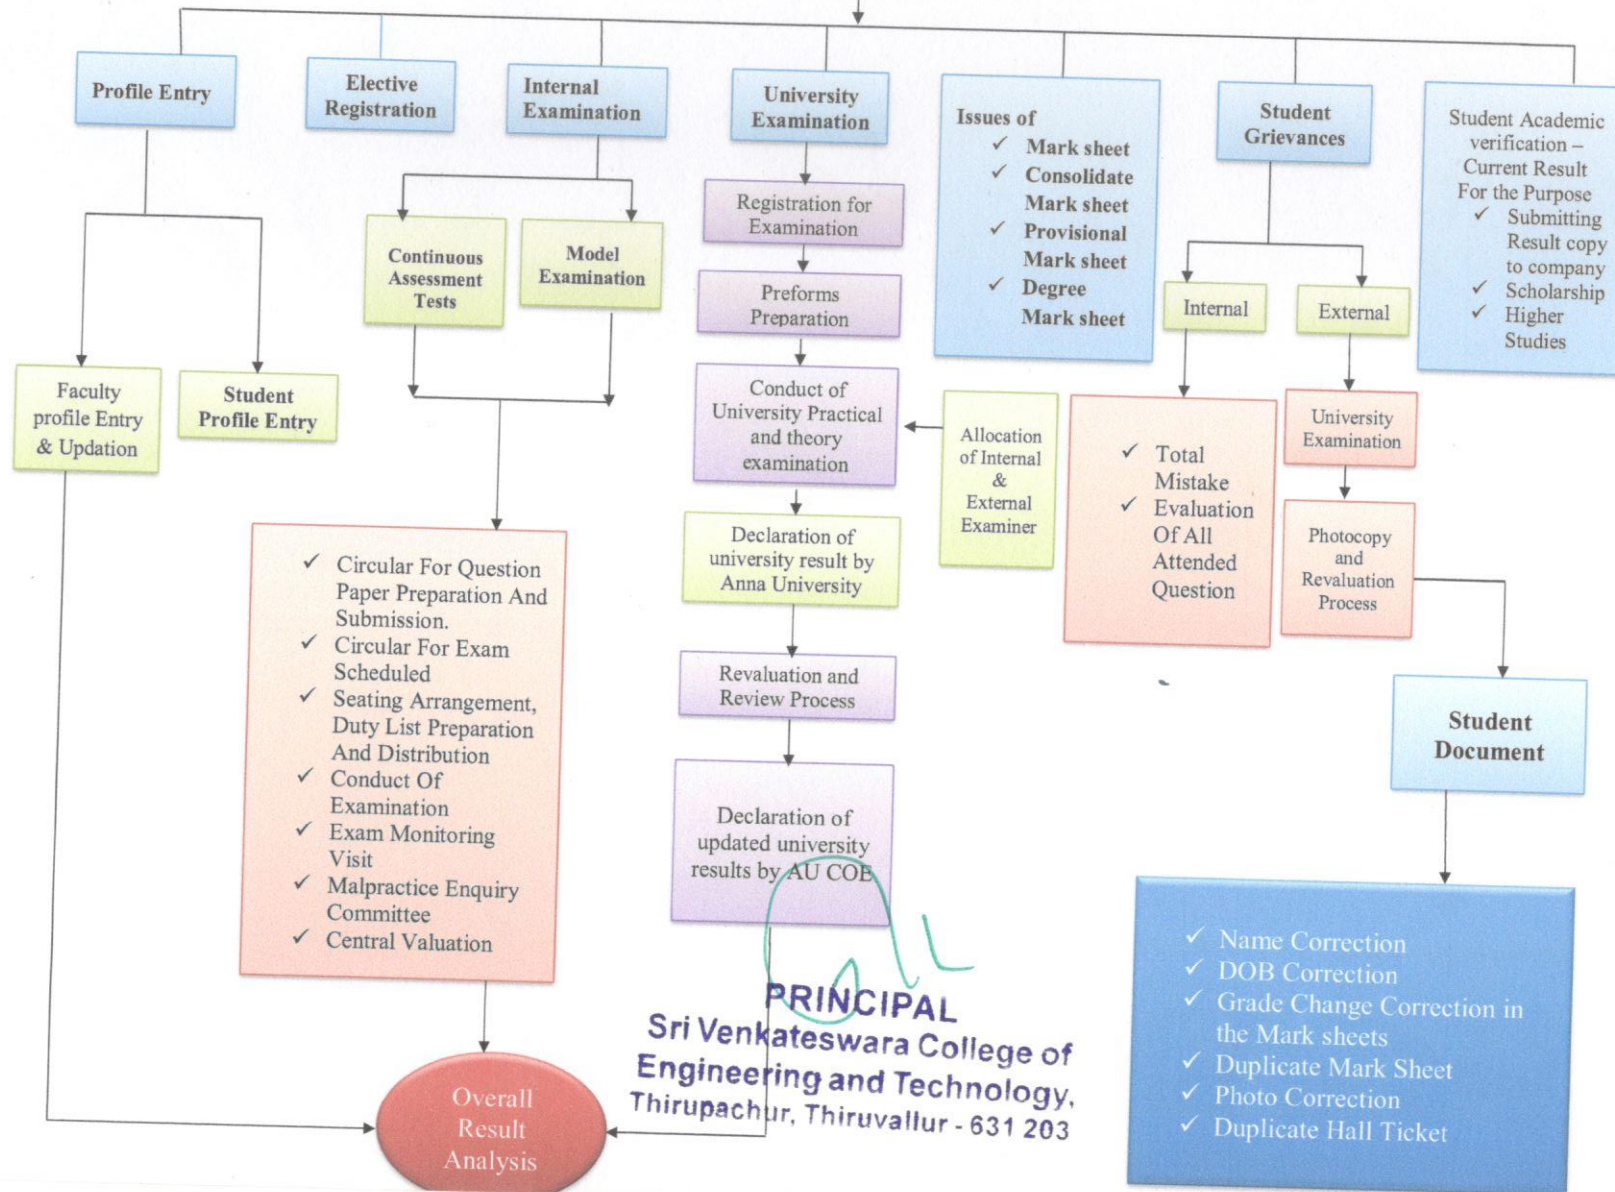 Profile Entry
Elective
Registration
Internal
Examination
University
Examination
Issues of
✓ Mark sheet
✓ Consolidate
Mark sheet
✓ Provisional
Mark sheet
✓ Degree
Mark sheet
Student
Grievances
Student Academic
verification –
Current Result
For the Purpose
✓ Submitting
Result copy
to company
✓ Scholarship
✓ Higher
Studies
Continuous
Assessment
Tests
Model
Examination
Registration for
Examination
Preforms
Preparation
Internal
External
Faculty
profile Entry
& Updation
Student
Profile Entry
Conduct of
University Practical
and theory
examination
Allocation
of Internal
&
External
Examiner
✓ Total
Mistake
✓ Evaluation
Of All
Attended
Question
University
Examination
Photocopy
and
Revaluation
Process
✓ Circular For Question
Paper Preparation And
Submission.
✓ Circular For Exam
Scheduled
✓ Seating Arrangement,
Duty List Preparation
And Distribution
✓ Conduct Of
Examination
✓ Exam Monitoring
Visit
✓ Malpractice Enquiry
Committee
✓ Central Valuation
Declaration of
university result by
Anna University
Revaluation and
Review Process
Declaration of
updated university
results by AU COE
Student
Document
✓ Name Correction
✓ DOB Correction
✓ Grade Change Correction in
the Mark sheets
✓ Duplicate Mark Sheet
✓ Photo Correction
✓ Duplicate Hall Ticket
PRINCIPAL
Sri Venkateswara College of
Engineering and Technology,
Thirupachur, Thiruvallur - 631 203
Overall
Result
Analysis